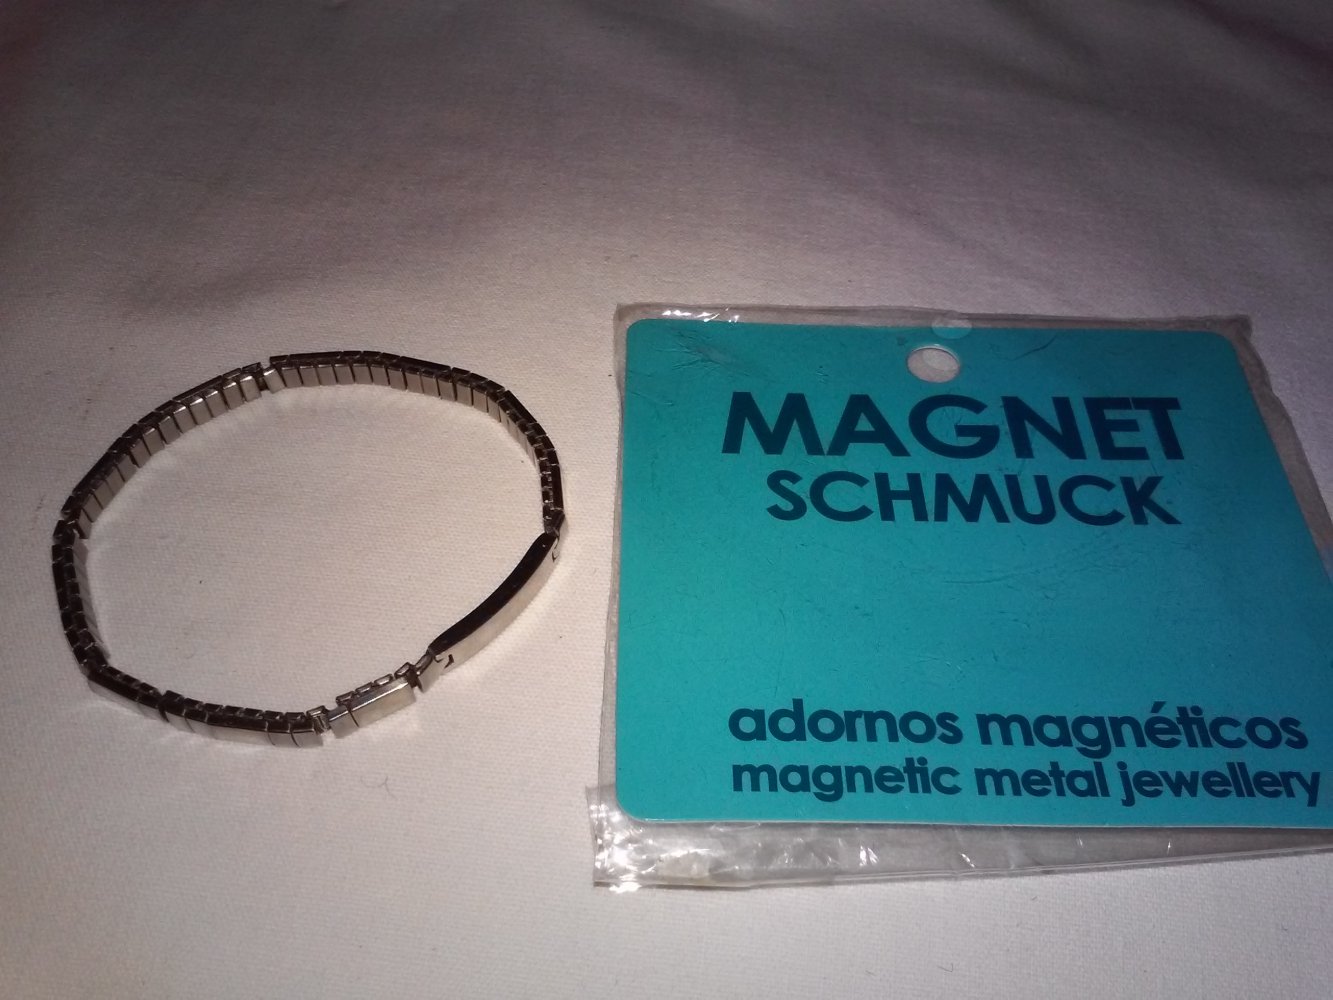 MAGNET
SCHMUCK
adornos magnéticos
magnetic metal jewellery